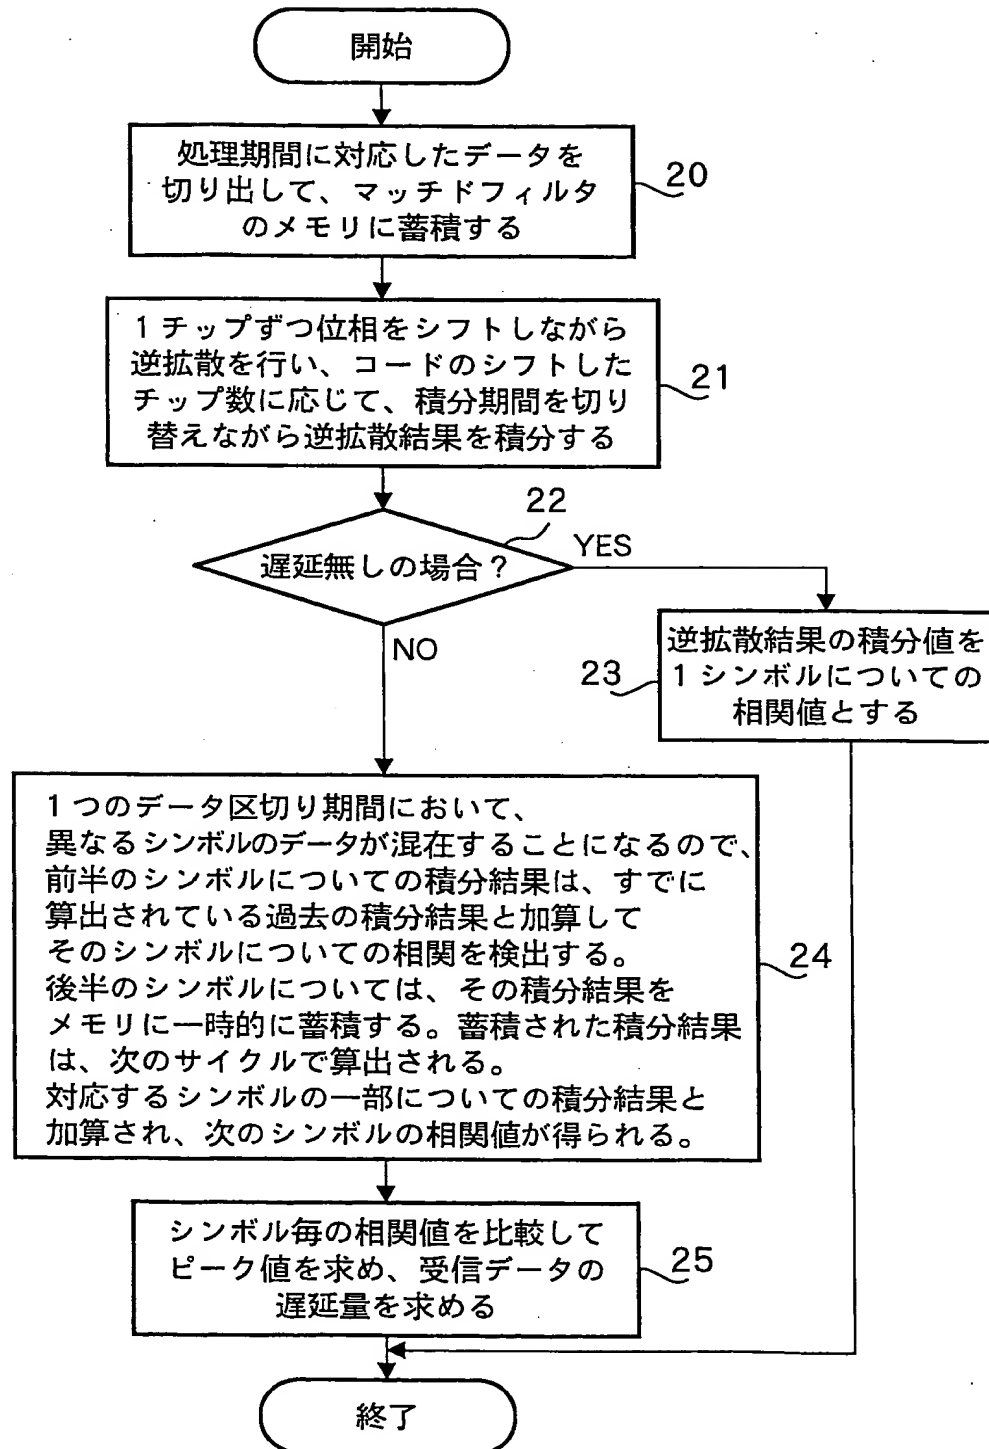 開始
処理期間に対応したデータを
切り出して、マッチドフィルタ
のメモリに蓄積する
20
1チップずつ位相をシフトしながら
逆拡散を行い、コードのシフトした
チップ数に応じて、積分期間を切り
替えながら逆拡散結果を積分する
21
22
遅延無しの場合?
YES
NO
逆拡散結果の積分値を
1シンボルについての
相関値とする
23
1つのデータ区切り期間において、
異なるシンボルのデータが混在することになるので、
前半のシンボルについての積分結果は、すでに
算出されている過去の積分結果と加算して
そのシンボルについての相関を検出する。
後半のシンボルについては、その積分結果を
メモリに一時的に蓄積する。蓄積された積分結果
は、次のサイクルで算出される。
対応するシンボルの一部についての積分結果と
加算され、次のシンボルの相関値が得られる。
24
シンボル毎の相関値を比較して
ピーク値を求め、受信データの
遅延量を求める
25
終了